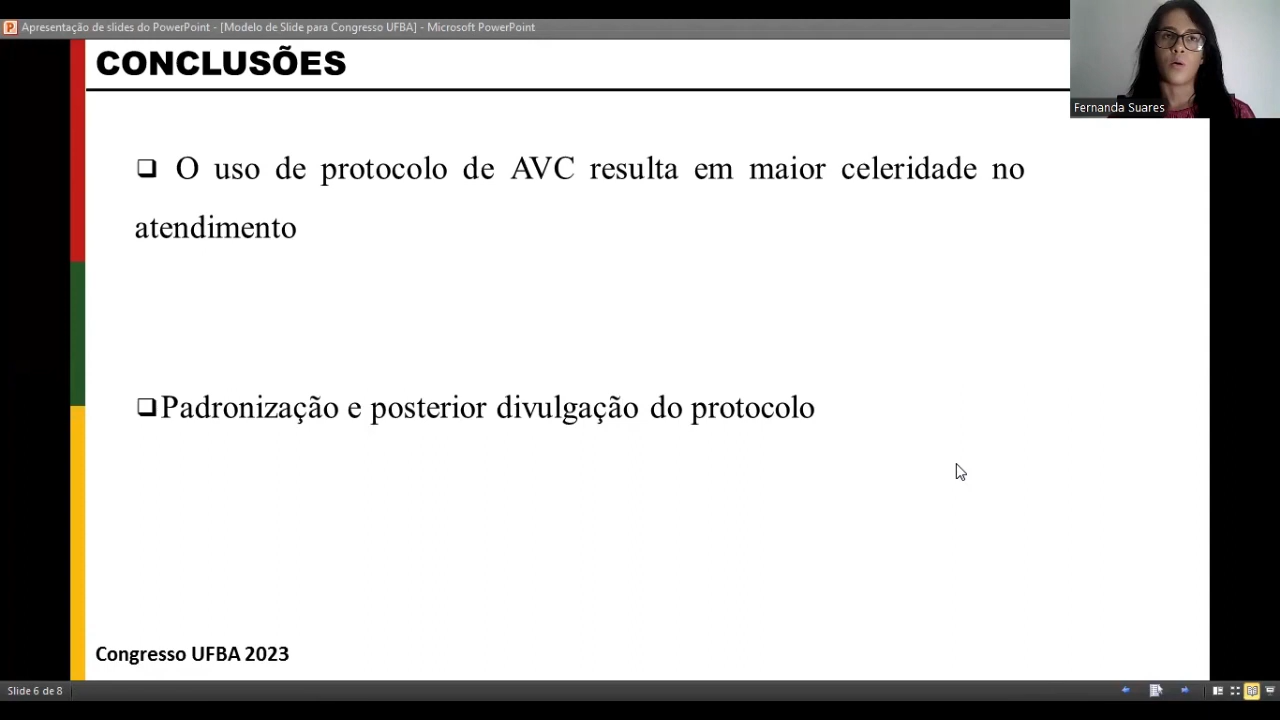 Apresentação de slides do PowerPoint - [Modelo de Slide para Congresso UFBA] - Microsoft PowerPoint
CONCLUSÕES
Fernanda Suares
O uso de protocolo de AVC resulta em maior celeridade no
atendimento
Padronização e posterior divulgação do protocolo
Congresso UFBA 2023
Slide 6 de 8